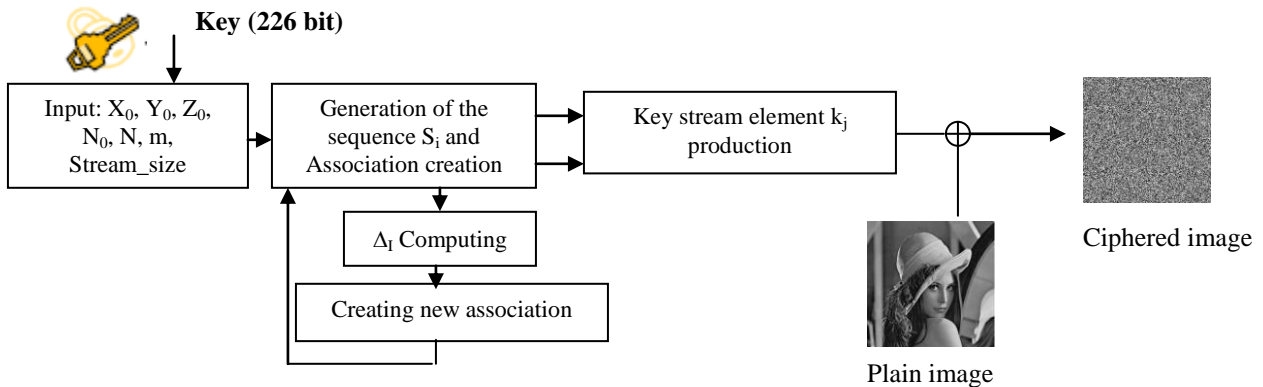 Key (226 bit)
Input: X₀, Y₀, Z₀,
N₀, N, m,
Stream_size
Generation of the
sequence Sᵢ and
Association creation
Key stream element kⱼ
production
Δ_I Computing
Creating new association
Ciphered image
Plain image